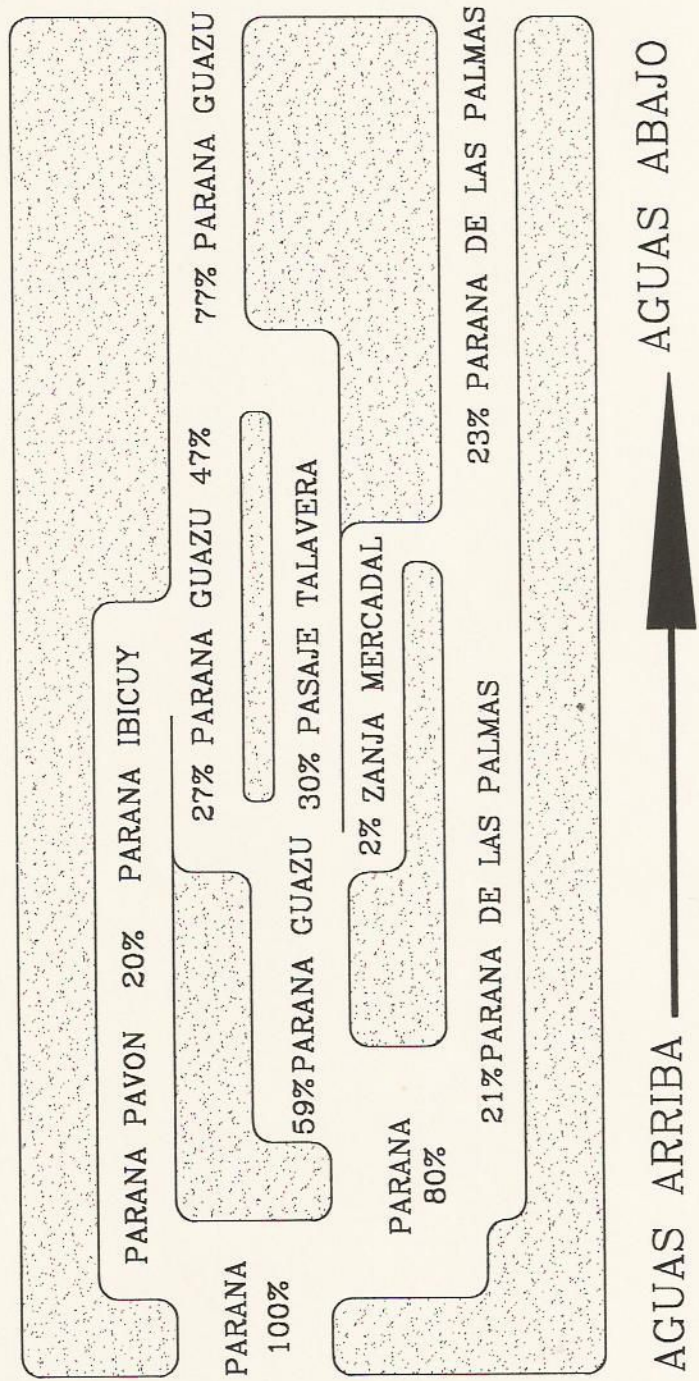 PARANA PAVON 20% PARANA IBICUY
PARANA
100%
27% PARANA GUAZU 47%
77% PARANA GUAZU
59%PARANA GUAZU
30% PASAJE TALAVERA
2% ZANJA MERCADAL
PARANA
80%
21%PARANA DE LAS PALMAS
23% PARANA DE LAS PALMAS
AGUAS ARRIBA
AGUAS ABAJO